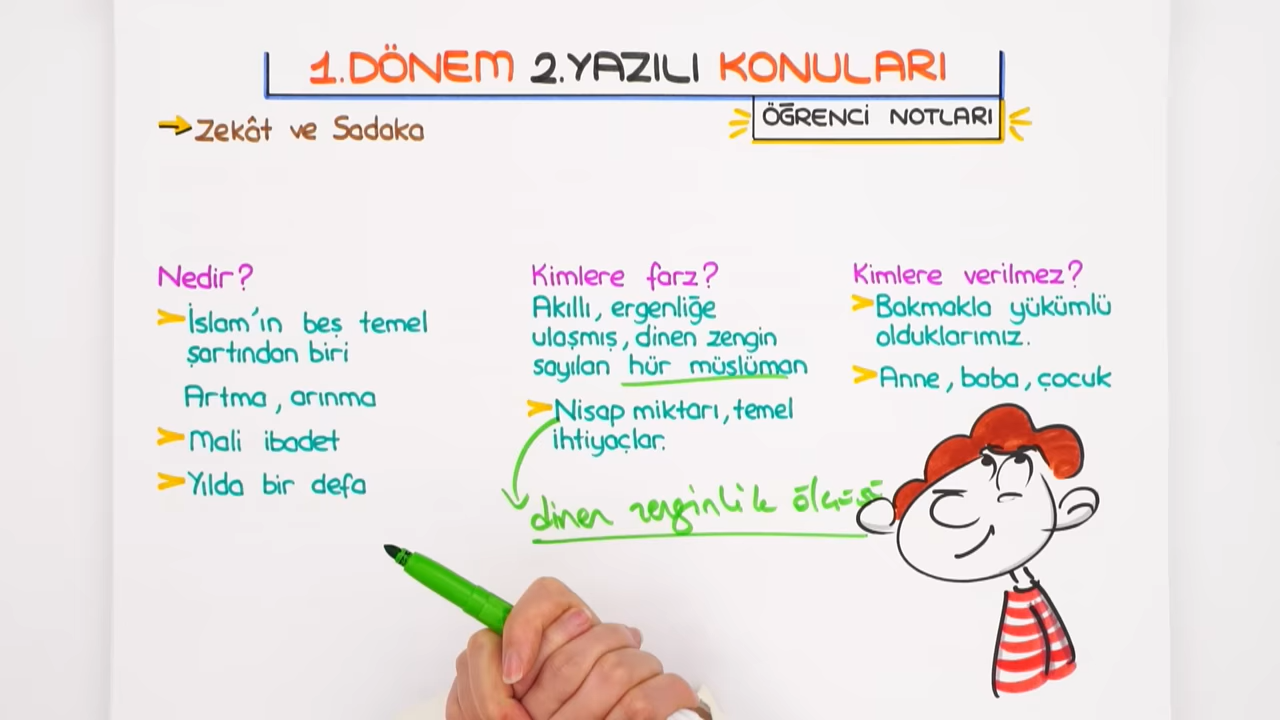 1.DÖNEM 2.YAZILI KONULARI
ÖĞRENCİ NOTLARI
Zekât ve Sadaka
Nedir?
İslam'ın beş temel
şartından biri
Artma, arınma
Mali ibadet
Yılda bir defa
Kimlere farz?
Akıllı, ergenliğe
ulaşmış, dinen zengin
sayılan hür müslüman
Nisap miktarı, temel
ihtiyaçlar.
dinen zenginlik ölçüsü
Kimlere verilmez?
Bakmakla yükümlü
olduklarımız.
Anne, baba, çocuk